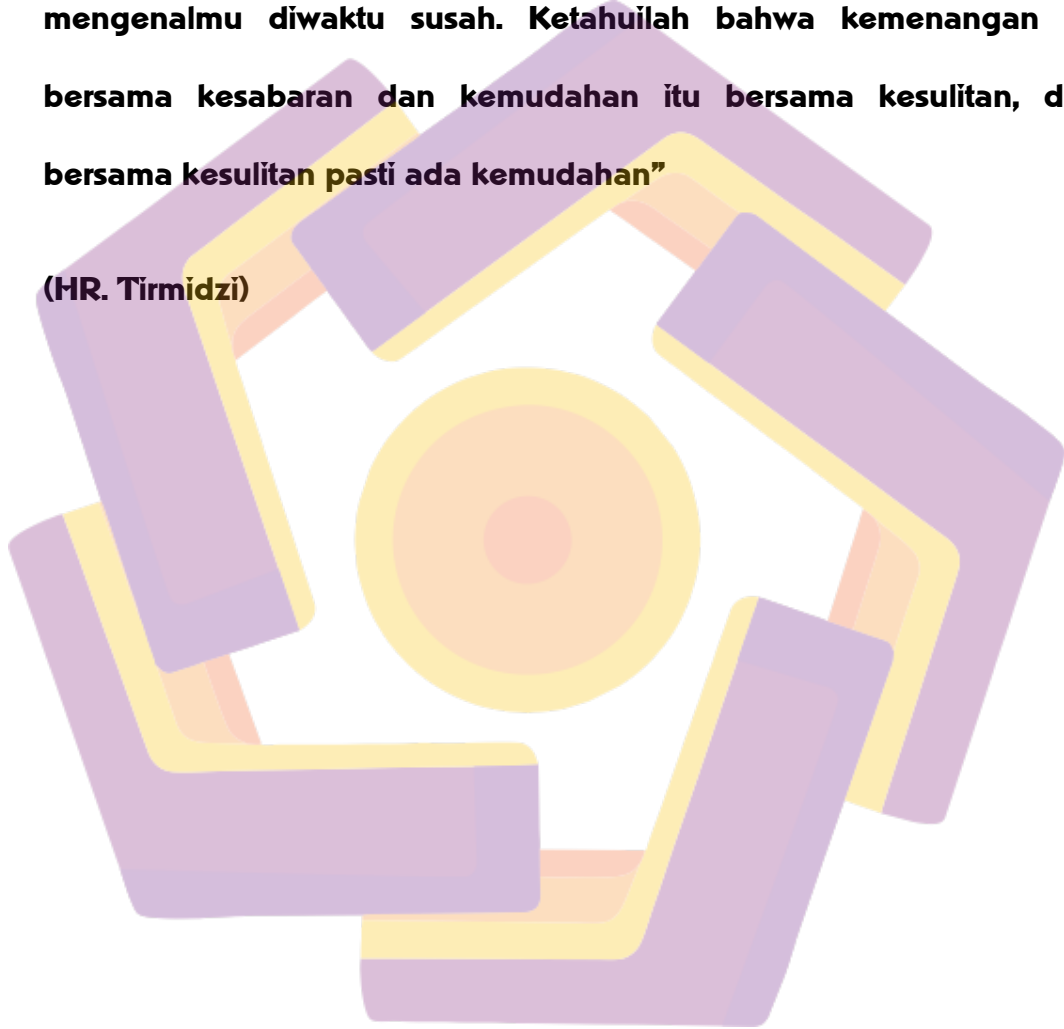 mengenalmu diwaktu susah. Ketahuilah bahwa kemenangan
bersama kesabaran dan kemudahan itu bersama kesulitan,
bersama kesulitan pasti ada kemudahan”
(HR. Tirmidzi)